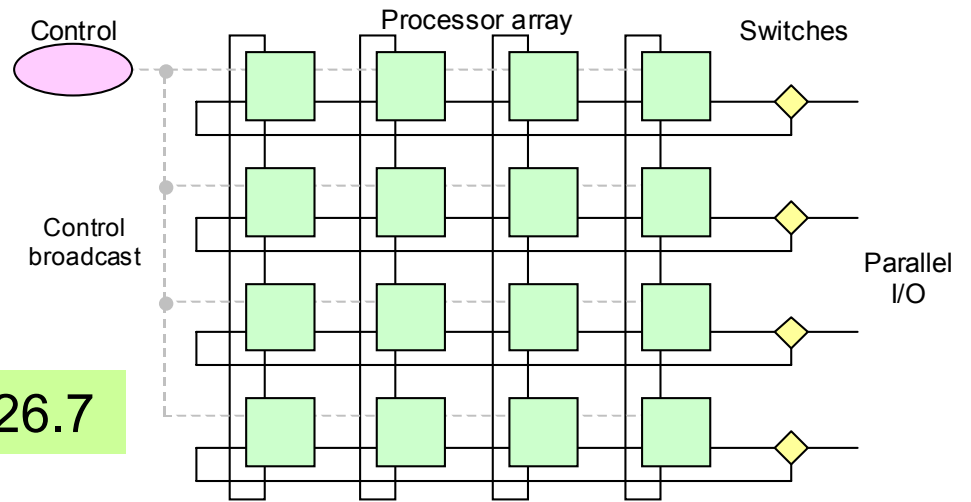 Control
Processor array
Switches
Control
broadcast
Parallel
I/O
26.7